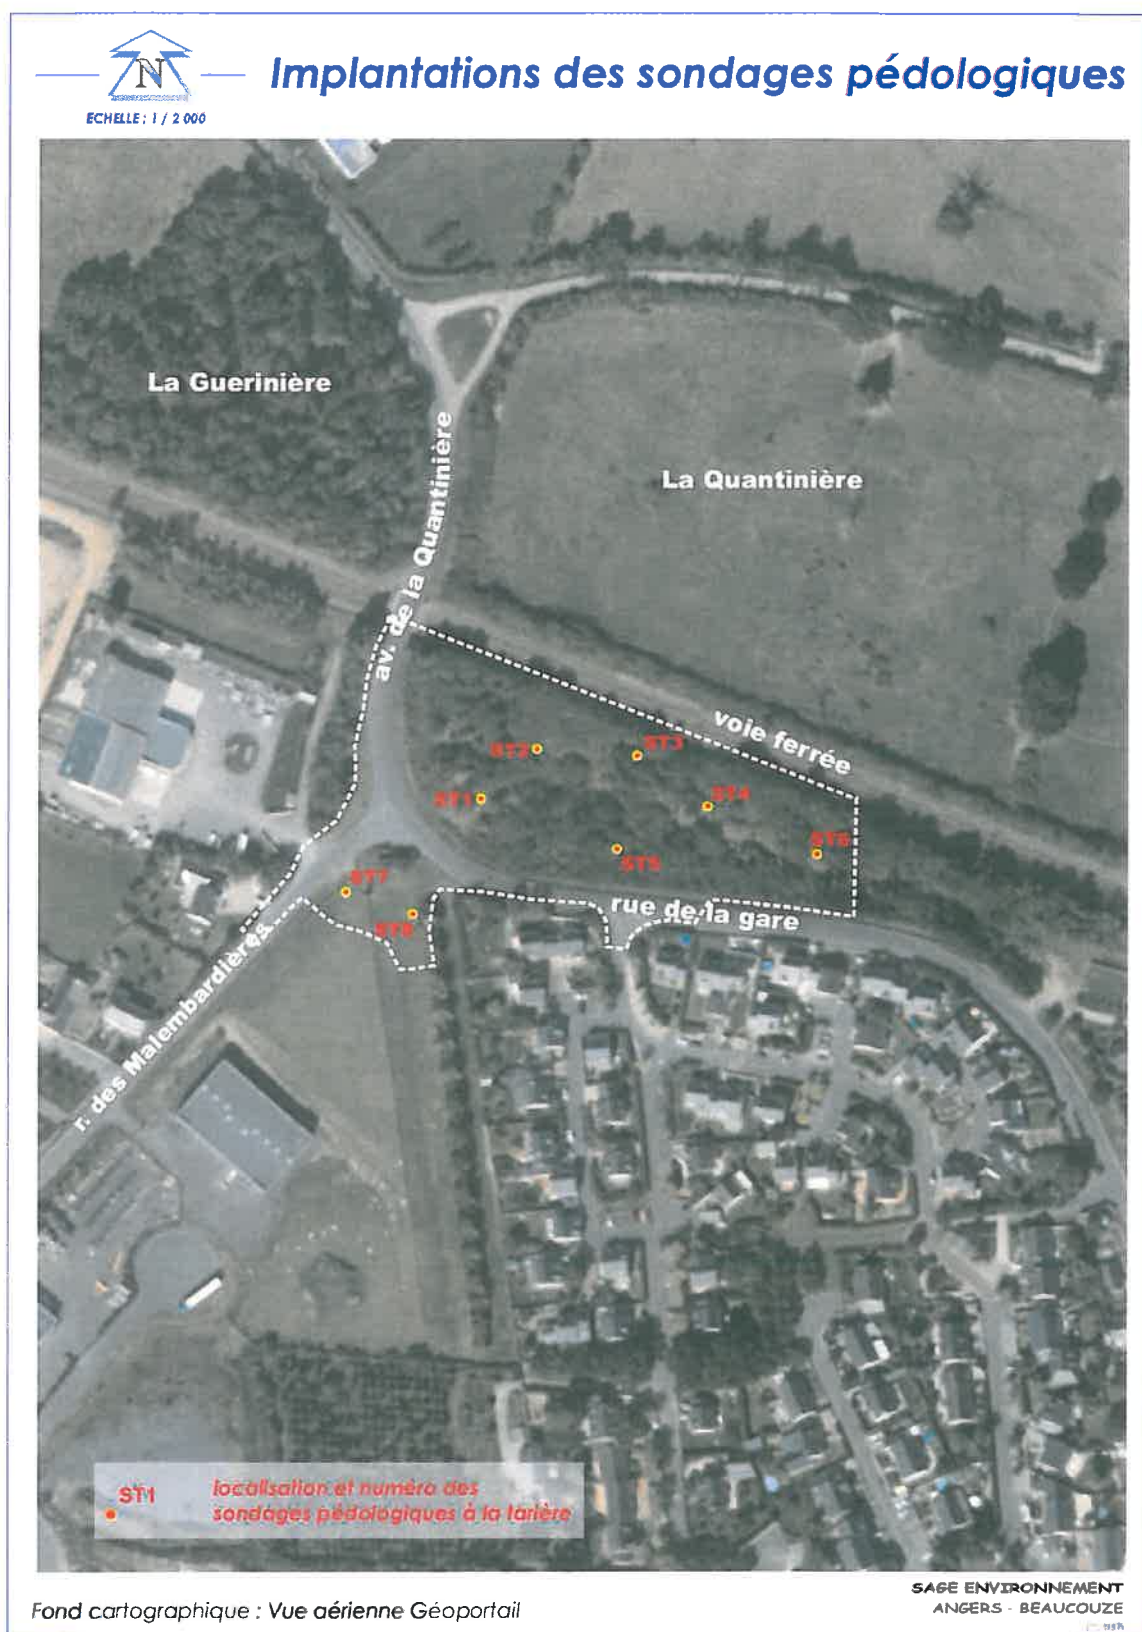 N
ECHELLE : 1 / 2 000
Implantations des sondages pédologiques
La Guerinière
La Quantinière
av. de la Quantinière
voie ferrée
ST2
ST3
ST1
ST4
ST5
ST6
ST7
ST8
rue de la gare
r. des Malembardières
ST1
localisation et numéro des
sondages pédologiques à la tarière
Fond cartographique : Vue aérienne Géoportail
SAGE ENVIRONNEMENT
ANGERS - BEAUCOUZE